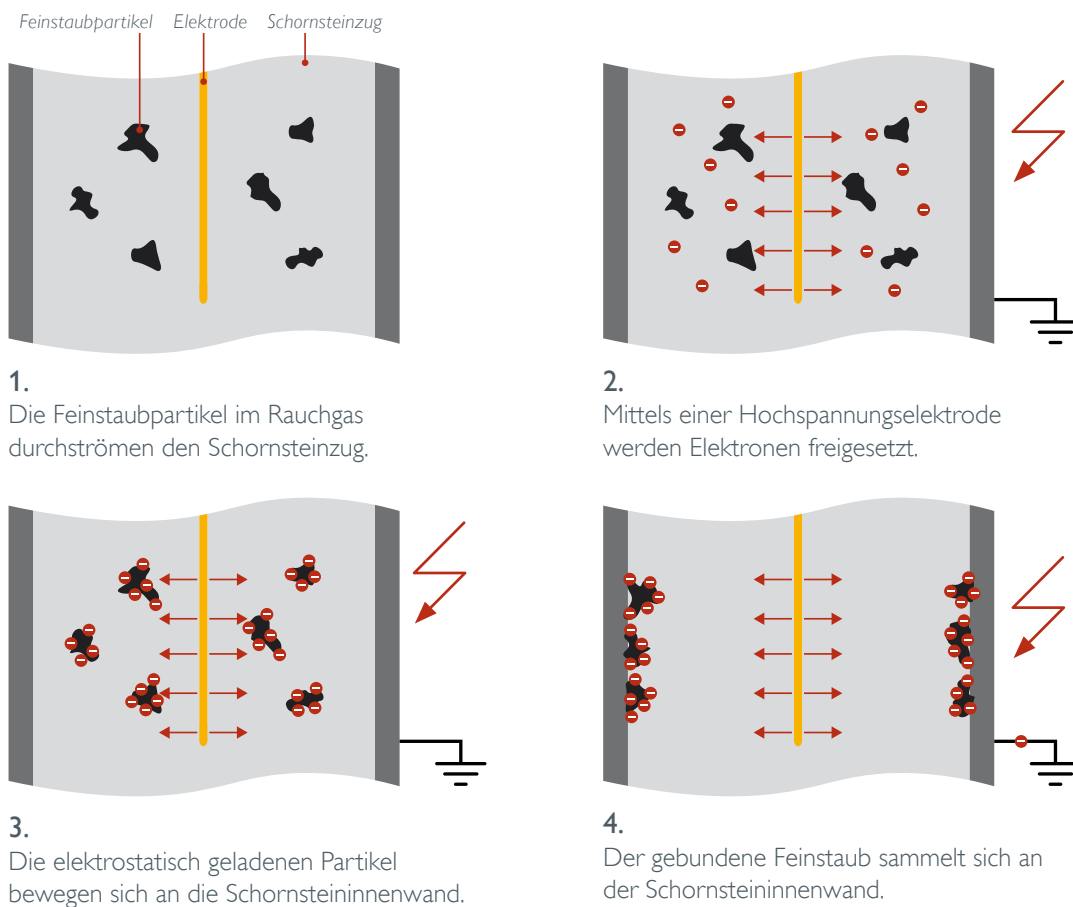 Feinstaubpartikel Elektrode Schornsteinzug
1.
Die Feinstaubpartikel im Rauchgas
durchströmen den Schornsteinzug.
2.
Mittels einer Hochspannungselektrode
werden Elektronen freigesetzt.
3.
Die elektrostatisch geladenen Partikel
bewegen sich an die Schornsteininnenwand.
4.
Der gebundene Feinstaub sammelt sich an
der Schornsteininnenwand.